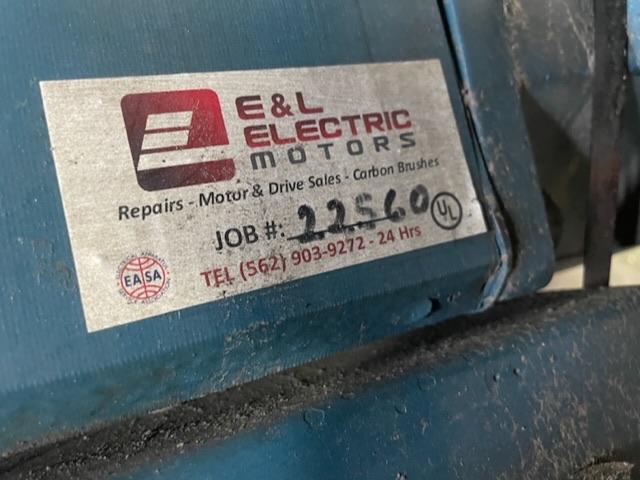 E&L
ELECTRIC
MOTORS
Repairs - Motor & Drive Sales - Carbon Brushes
JOB #: 22560
UL
TEL (562) 903-9272 - 24 Hrs
EASA